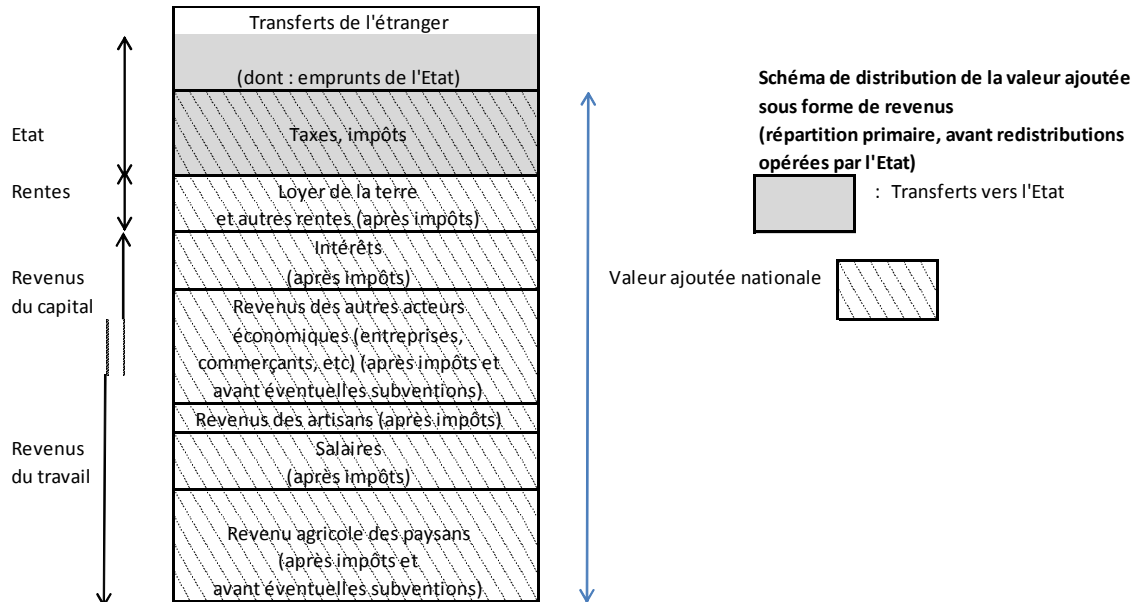 Transferts de l'étranger
(dont : emprunts de l'Etat)
Taxes, impôts
Loyer de la terre
et autres rentes (après impôts)
Intérêts
(après impôts)
Revenus des autres acteurs
économiques (entreprises,
commerçants, etc) (après impôts et
avant éventuelles subventions)
Revenus des artisans (après impôts)
Salaires
(après impôts)
Revenu agricole des paysans
(après impôts et
avant éventuelles subventions)
Etat
Rentes
Revenus
du capital
Revenus
du travail
Schéma de distribution de la valeur ajoutée
sous forme de revenus
(répartition primaire, avant redistributions
opérées par l'Etat)
: Transferts vers l'Etat
Valeur ajoutée nationale